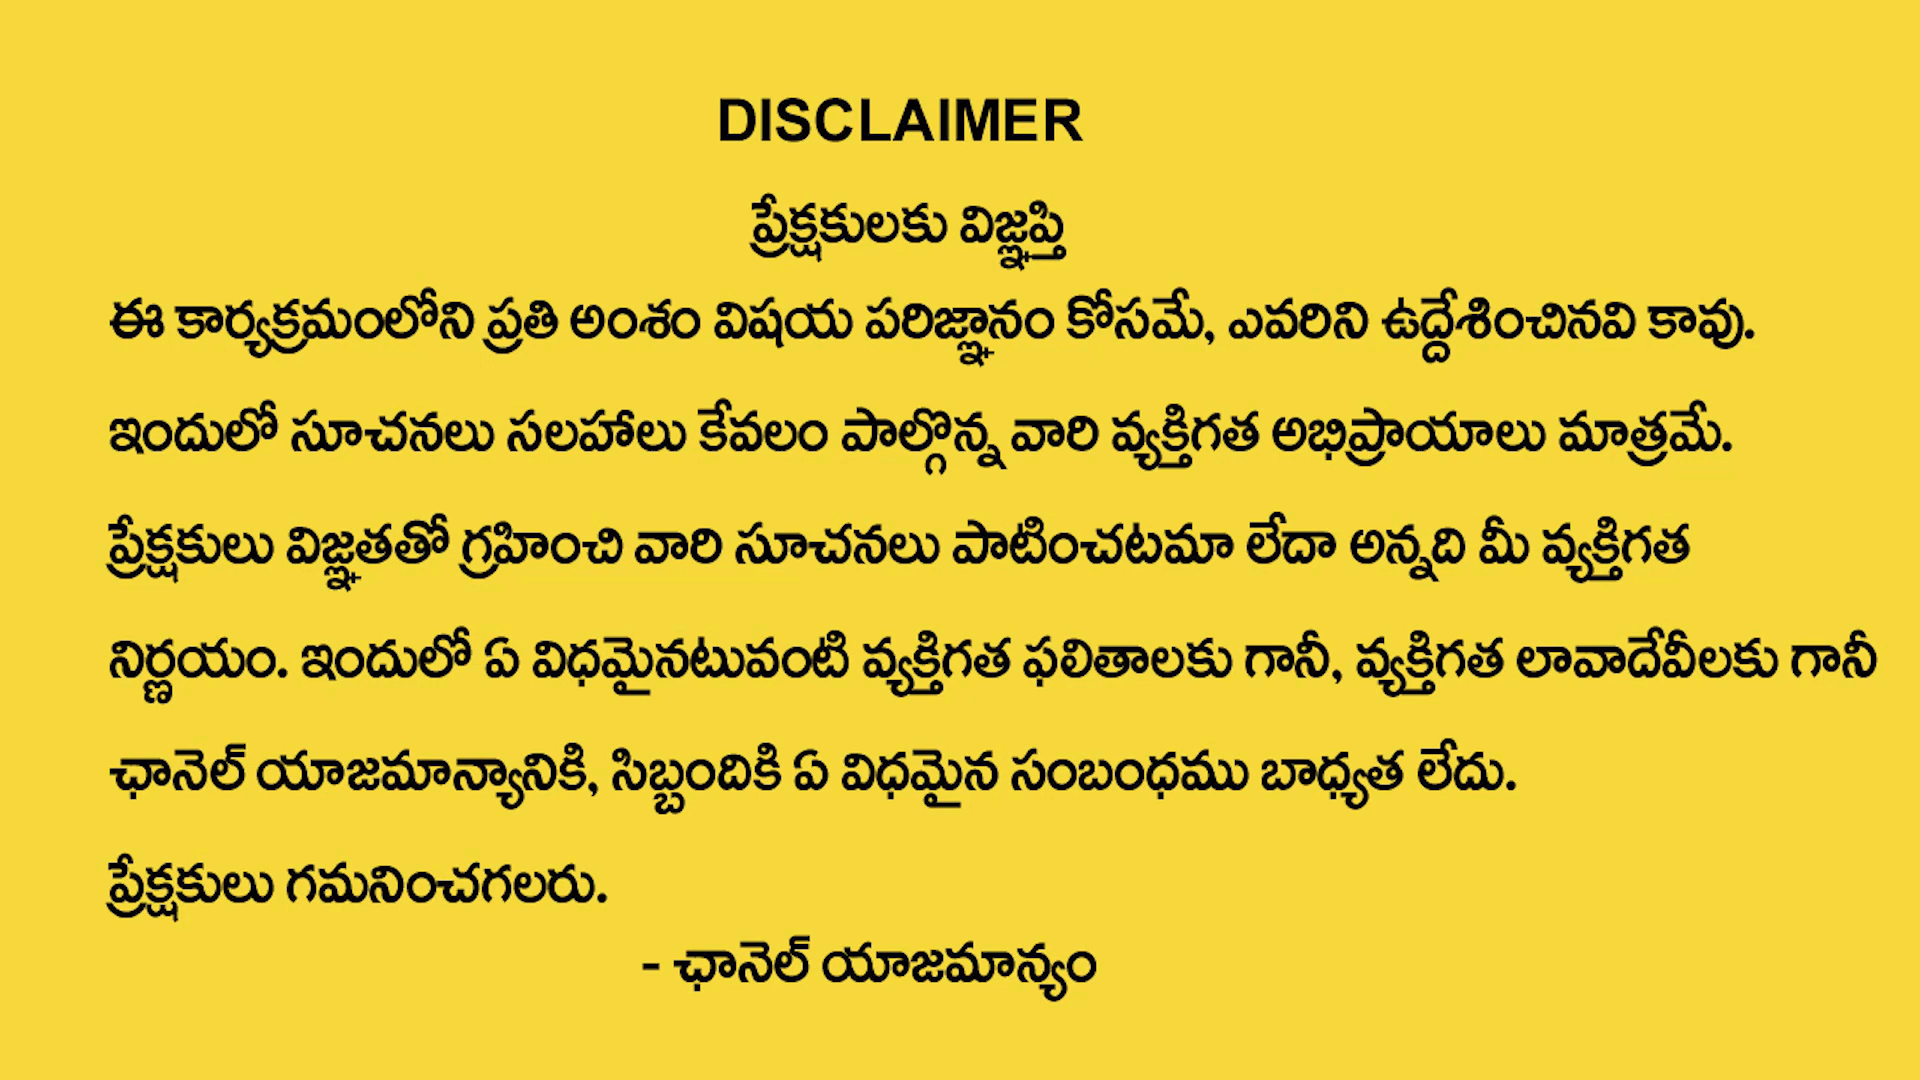 DISCLAIMER
ప్రేక్షకులకు విజ్ఞప్తి
ఈ కార్యక్రమంలోని ప్రతి అంశం విషయ పరిజ్ఞానం కోసమే, ఎవరిని ఉద్దేశించినవి కావు.
ఇందులో సూచనలు సలహాలు కేవలం పాల్గొన్న వారి వ్యక్తిగత అభిప్రాయాలు మాత్రమే.
ప్రేక్షకులు విజ్ఞతతో గ్రహించి వారి సూచనలు పాటించటమా లేదా అన్నది మీ వ్యక్తిగత
నిర్ణయం. ఇందులో ఏ విధమైనటువంటి వ్యక్తిగత ఫలితాలకు గానీ, వ్యక్తిగత లావాదేవీలకు గానీ
ఛానెల్ యాజమాన్యానికి, సిబ్బందికి ఏ విధమైన సంబంధము బాధ్యత లేదు.
ప్రేక్షకులు గమనించగలరు.
- ఛానెల్ యాజమాన్యం